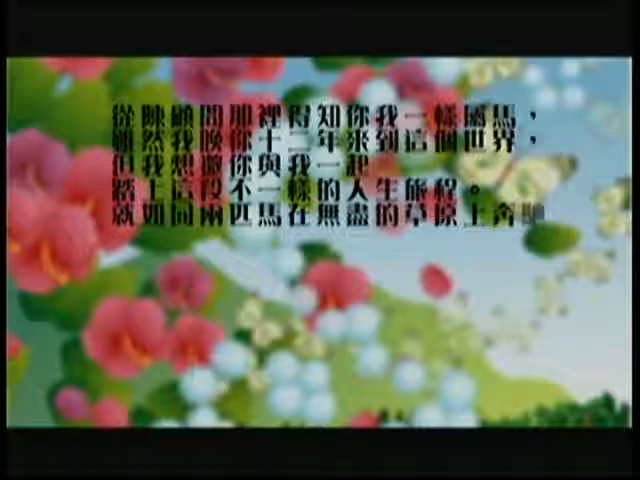 從陳顧問那裡得知你我一樣屬馬，
雖然我晚你十二年來到這個世界，
但我想邀你與我一起
踏上這段不一樣的人生旅程。
就如同兩匹馬在無盡的草原上奔馳